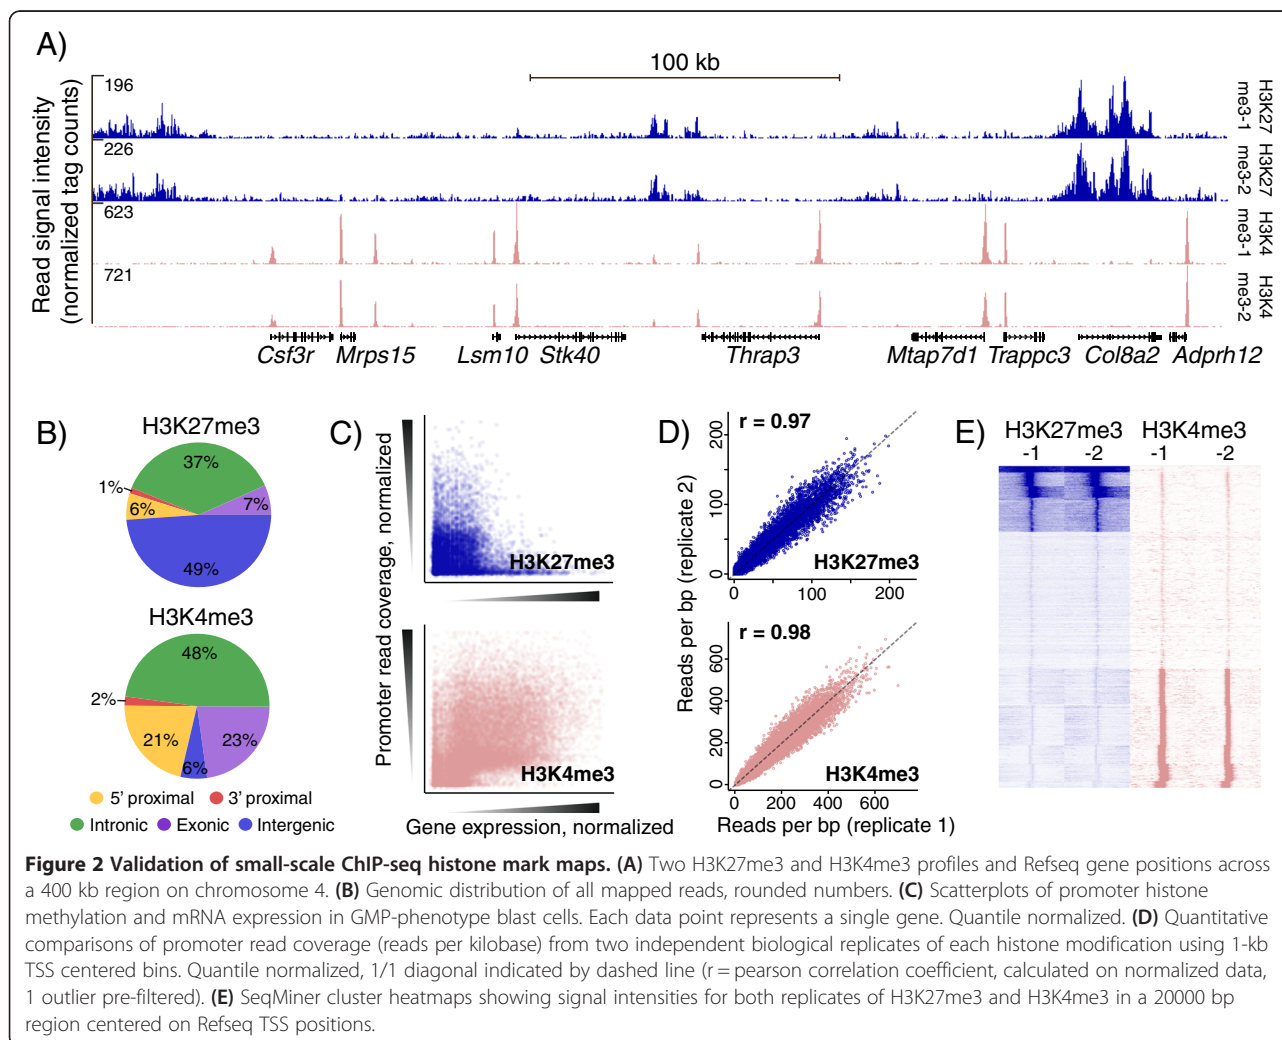 A)
100 kb
Read signal intensity
(normalized tag counts)
196
226
623
721
H3K27
me3-1
H3K27
me3-2
H3K4
me3-1
H3K4
me3-2
Csf3r
Mrps15
Lsm10
Stk40
Thrap3
Mtap7d1
Trappc3
Col8a2
Adprh12
B)
H3K27me3
37%
1%
6%
7%
49%
H3K4me3
48%
2%
21%
23%
6%
5’ proximal
3’ proximal
Intronic
Exonic
Intergenic
C)
Promoter read coverage, normalized
H3K27me3
H3K4me3
Gene expression, normalized
D)
Reads per bp (replicate 2)
r = 0.97
200
100
0
H3K27me3
0
100
200
r = 0.98
600
400
200
0
H3K4me3
0
200
400
600
Reads per bp (replicate 1)
E)
H3K27me3
H3K4me3
-1
-2
-1
-2
Figure 2 Validation of small-scale ChIP-seq histone mark maps. (A) Two H3K27me3 and H3K4me3 profiles and Refseq gene positions across
a 400 kb region on chromosome 4. (B) Genomic distribution of all mapped reads, rounded numbers. (C) Scatterplots of promoter histone
methylation and mRNA expression in GMP-phenotype blast cells. Each data point represents a single gene. Quantile normalized. (D) Quantitative
comparisons of promoter read coverage (reads per kilobase) from two independent biological replicates of each histone modification using 1-kb
TSS centered bins. Quantile normalized, 1/1 diagonal indicated by dashed line (r = pearson correlation coefficient, calculated on normalized data,
1 outlier pre-filtered). (E) SeqMiner cluster heatmaps showing signal intensities for both replicates of H3K27me3 and H3K4me3 in a 20000 bp
region centered on Refseq TSS positions.